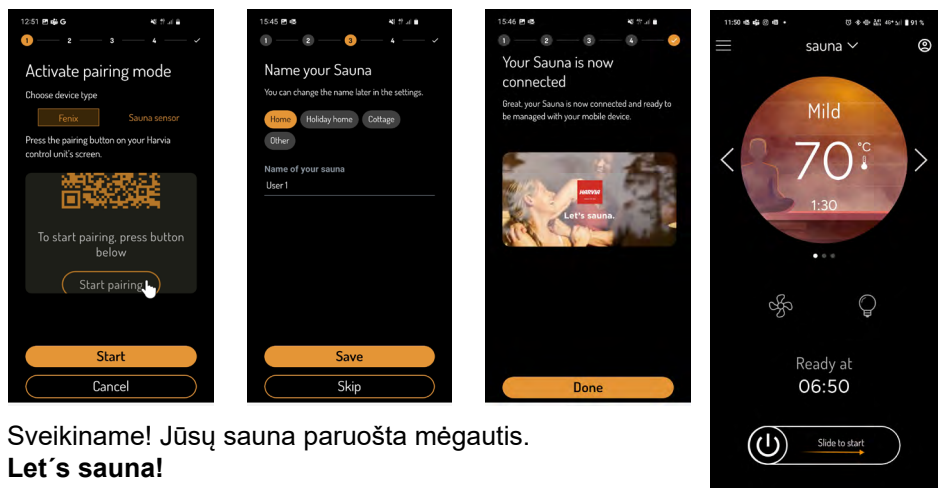 12:51
1 2 3 4
Activate pairing mode
Choose device type
Fenix Sauna sensor
Press the pairing button on your Harvia
control unit's screen.
To start pairing, press button
below
Start pairing
Start
Cancel
15:45
1 2 3 4
Name your Sauna
You can change the name later in the settings.
Home Holiday home Cottage
Other
Name of your sauna
User 1
Save
Skip
15:46
1 2 3 4
Your Sauna is now
connected
Great, your Sauna is now connected and ready to
be managed with your mobile device.
HARVIA
Let's sauna.
Done
11:50 91 %
sauna
Mild
70 °C
1:30
Ready at
06:50
Slide to start
Sveikiname! Jūsų sauna paruošta mėgautis.
Let´s sauna!